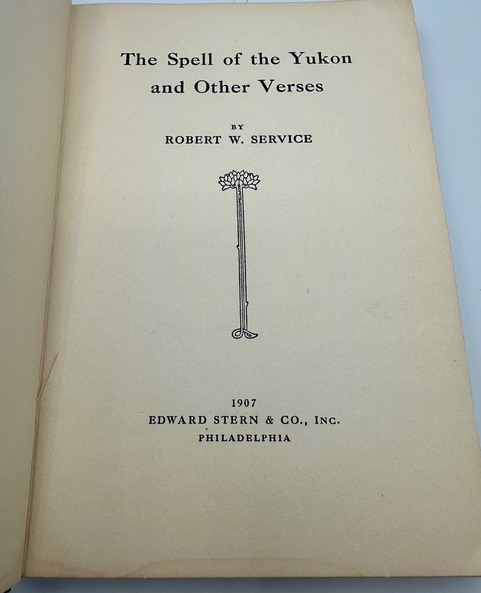 The Spell of the Yukon
and Other Verses
BY
ROBERT W. SERVICE
1907
EDWARD STERN & CO., INC.
PHILADELPHIA